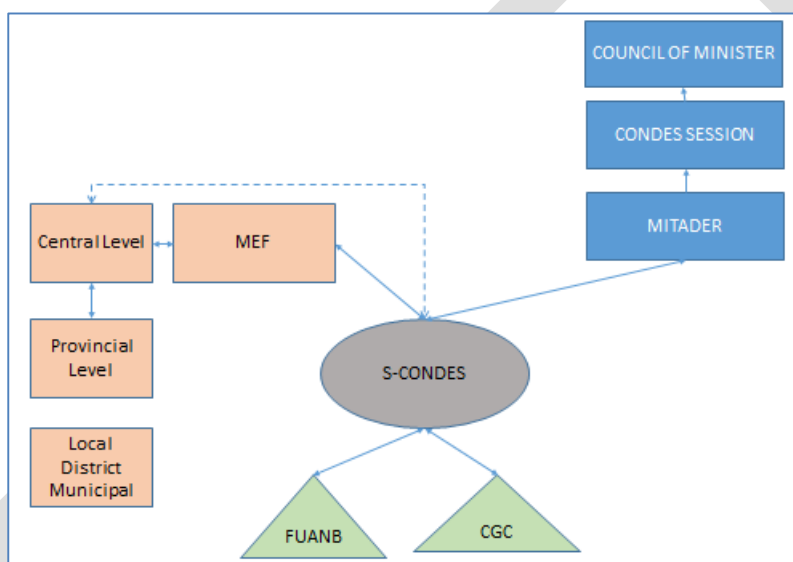 COUNCIL OF MINISTER
CONDES SESSION
MITADER
Central Level
MEF
Provincial
Level
S-CONDES
Local
District
Municipal
FUANB
CGC